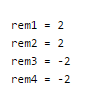 rem1 = 2
rem2 = 2
rem3 = -2
rem4 = -2